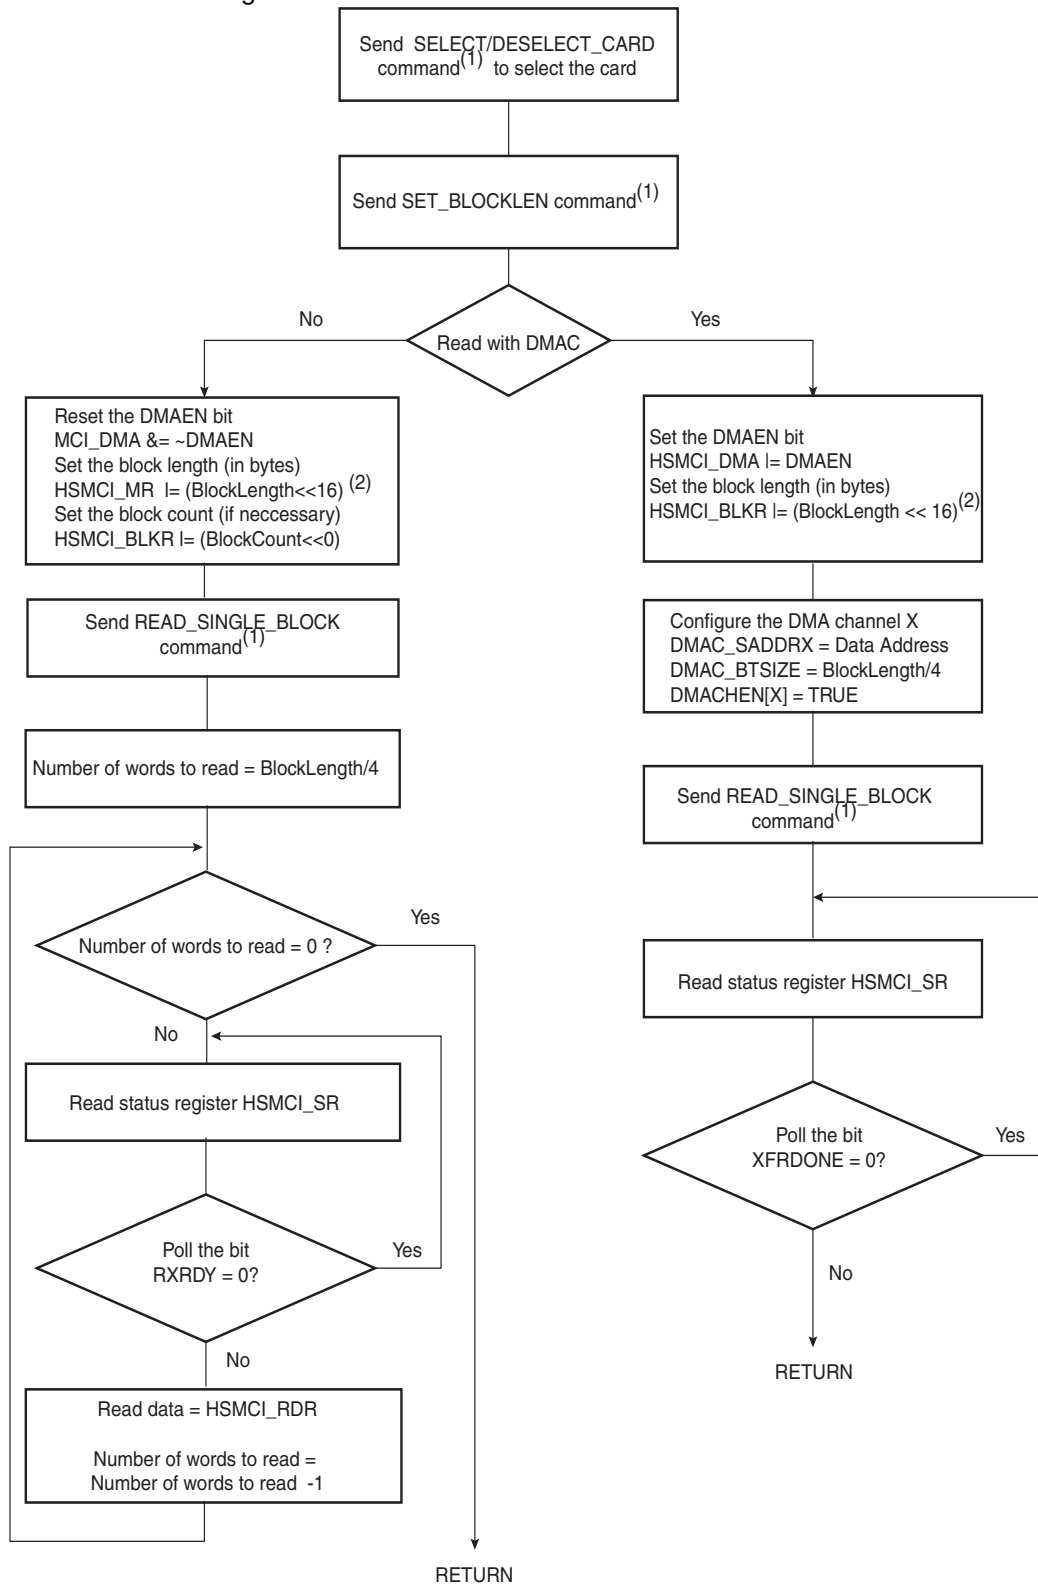 Send SELECT/DESELECT_CARD
command(1) to select the card
Send SET_BLOCKLEN command(1)
No
Yes
Read with DMAC
Reset the DMAEN bit
MCI_DMA &= ~DMAEN
Set the block length (in bytes)
HSMCI_MR |= (BlockLength<<16) (2)
Set the block count (if neccessary)
HSMCI_BLKR |= (BlockCount<<0)
Send READ_SINGLE_BLOCK
command(1)
Number of words to read = BlockLength/4
Number of words to read = 0 ?
Yes
No
Read status register HSMCI_SR
Poll the bit
RXRDY = 0?
Yes
No
Read data = HSMCI_RDR
Number of words to read =
Number of words to read -1
RETURN
Set the DMAEN bit
HSMCI_DMA |= DMAEN
Set the block length (in bytes)
HSMCI_BLKR |= (BlockLength << 16)(2)
Configure the DMA channel X
DMAC_SADDRX = Data Address
DMAC_BTSIZE = BlockLength/4
DMACHEN[X] = TRUE
Send READ_SINGLE_BLOCK
command(1)
Read status register HSMCI_SR
Poll the bit
XFRDONE = 0?
Yes
No
RETURN